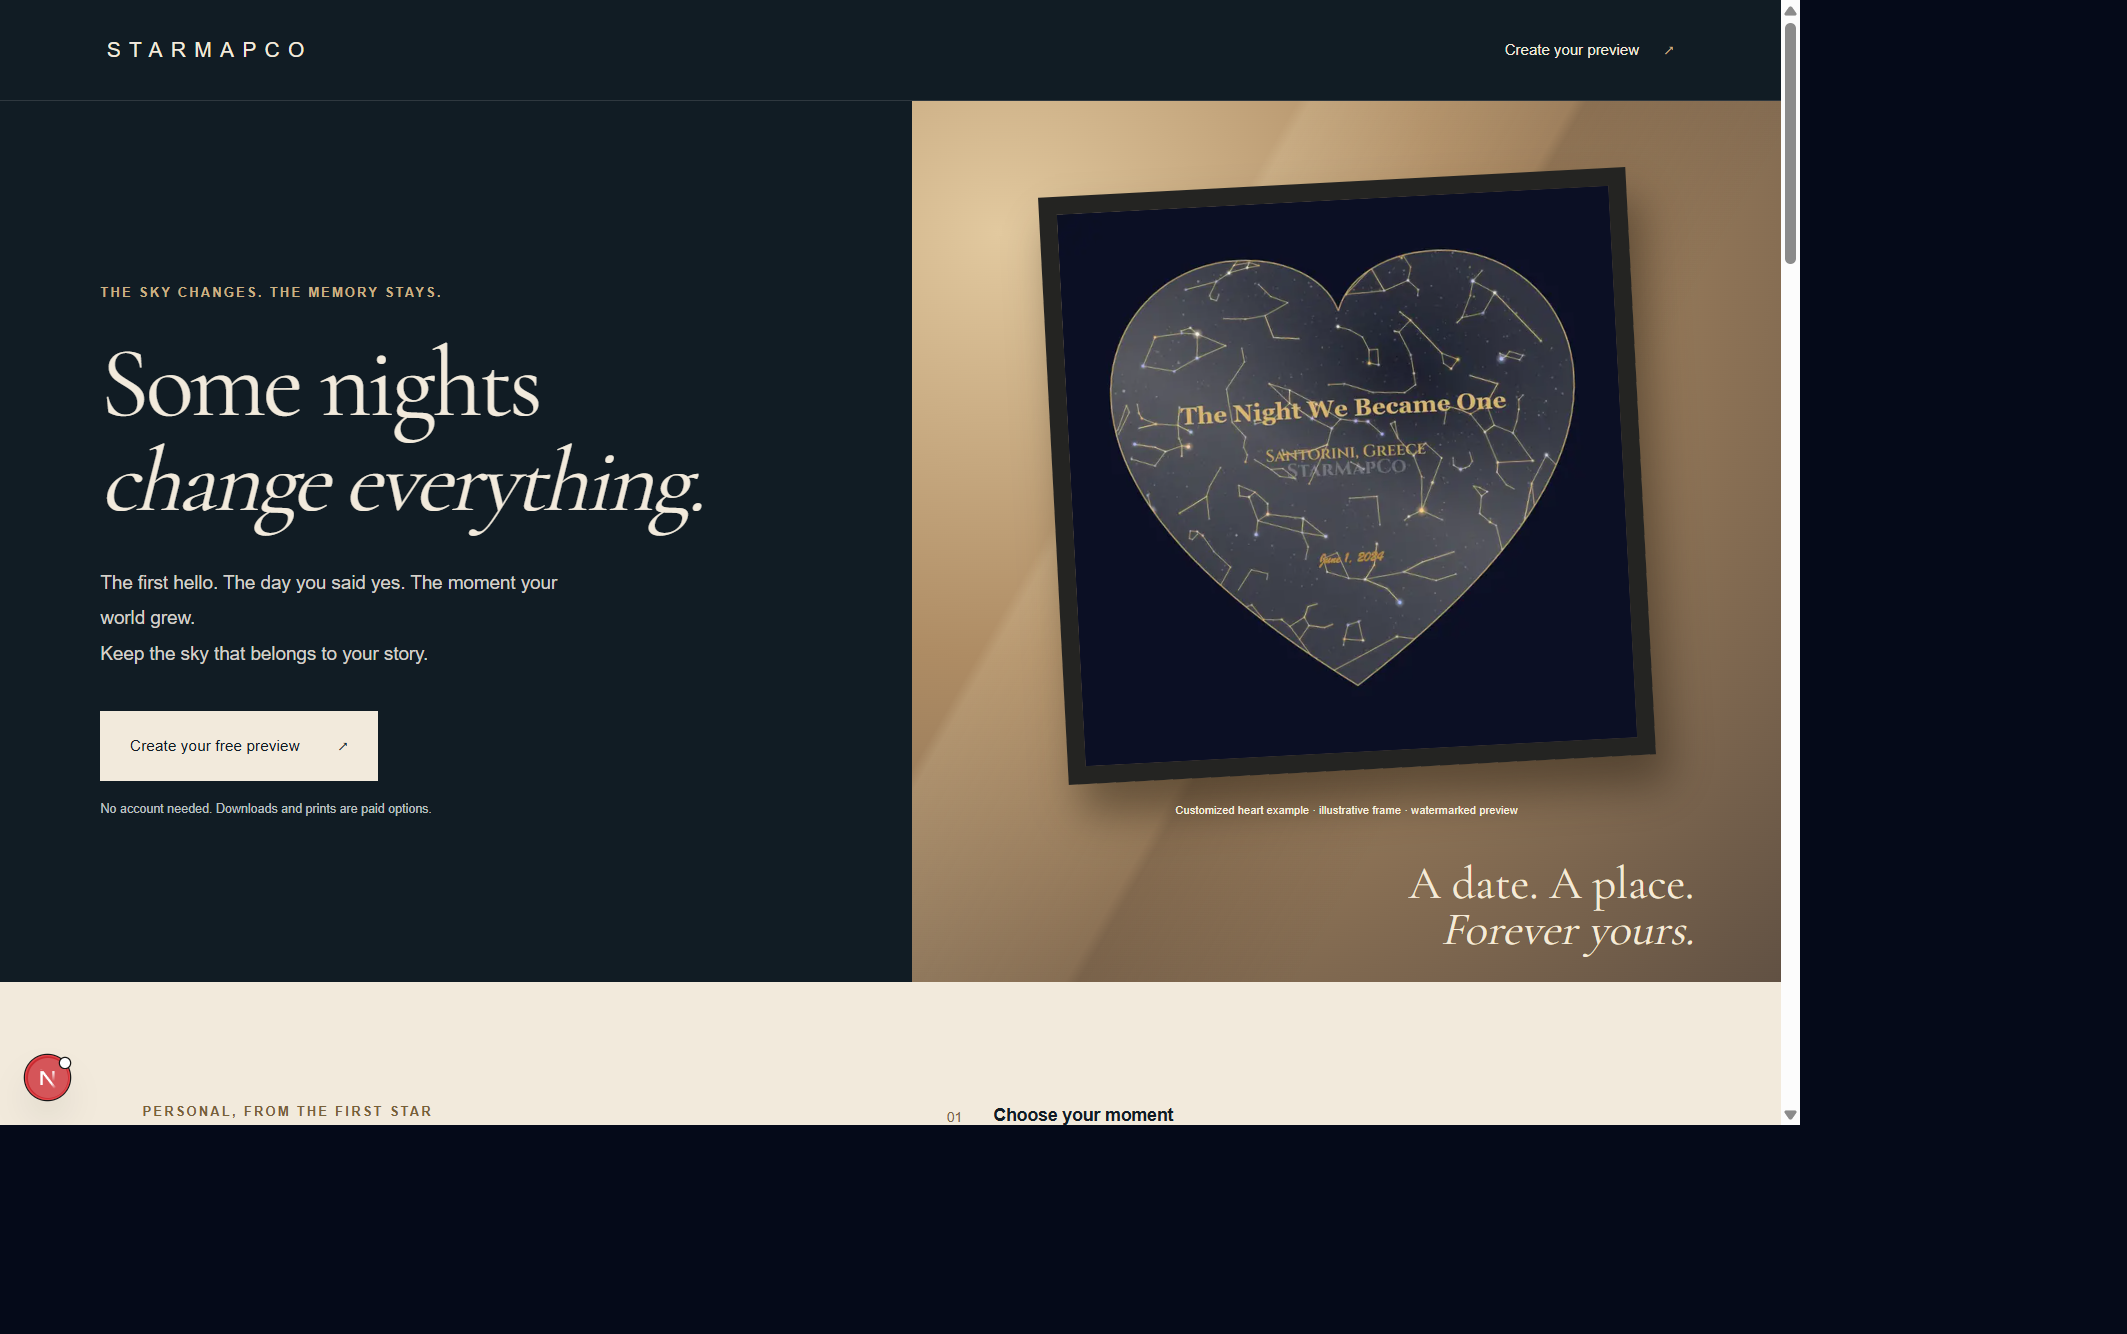 STARMAPCO
Create your preview ↗
THE SKY CHANGES. THE MEMORY STAYS.
Some nights
change everything.
The first hello. The day you said yes. The moment your
world grew.
Keep the sky that belongs to your story.
Create your free preview ↗
No account needed. Downloads and prints are paid options.
The Night We Became One
SANTORINI, GREECE
STARMAPCO
June 1, 2024
Customized heart example · illustrative frame · watermarked preview
A date. A place.
Forever yours.
N
PERSONAL, FROM THE FIRST STAR
01 Choose your moment